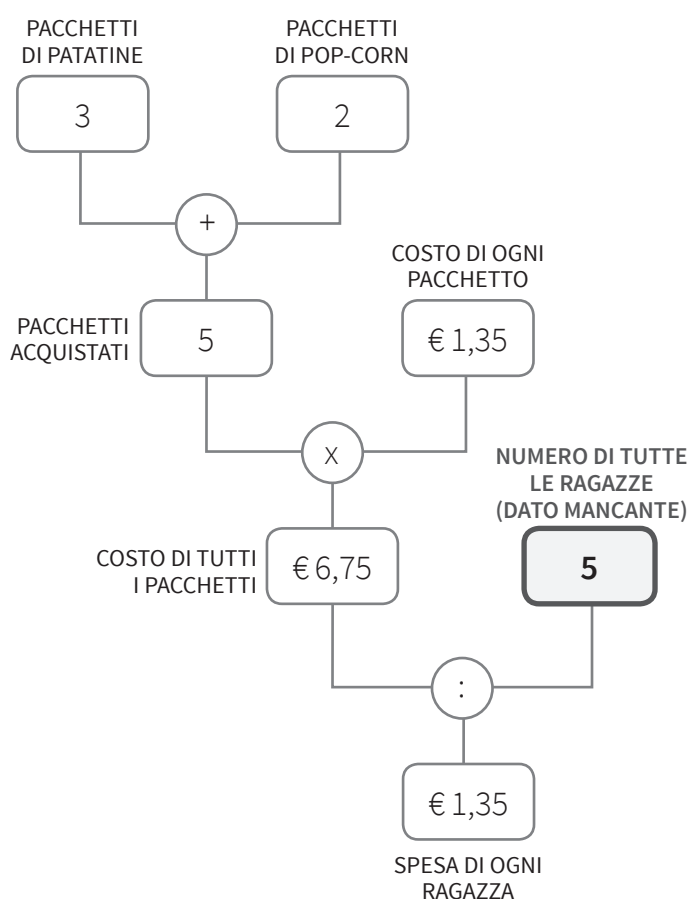 PACCHETTI
DI PATATINE
PACCHETTI
DI POP-CORN
3
2
+
COSTO DI OGNI
PACCHETTO
PACCHETTI
ACQUISTATI
5
€ 1,35
x
NUMERO DI TUTTE
LE RAGAZZE
(DATO MANCANTE)
COSTO DI TUTTI
I PACCHETTI
€ 6,75
5
:
€ 1,35
SPESA DI OGNI
RAGAZZA